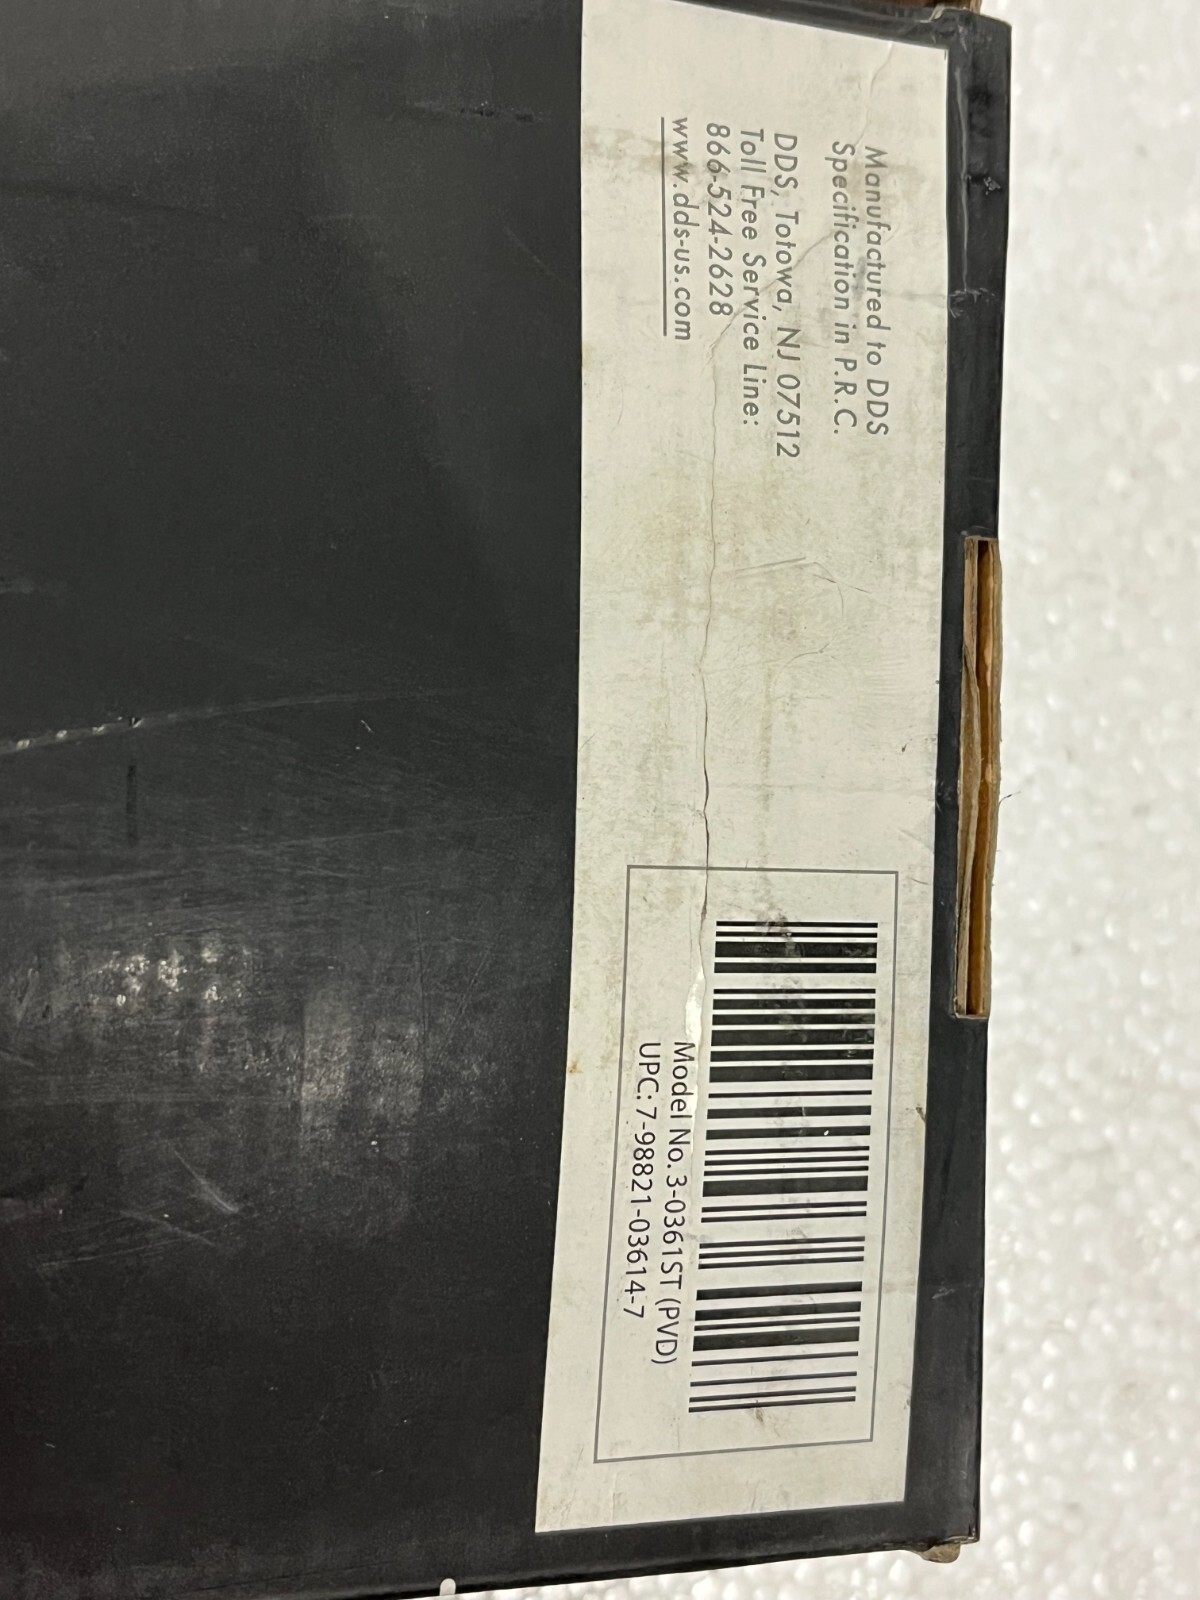 Manufactured to DDS
Specification in P.R.C.
DDS, Totowa, NJ 07512
Toll Free Service Line:
866-524-2628
www.dds-us.com
Model No.3-0361ST (PVD)
UPC:7-98821-03614-7